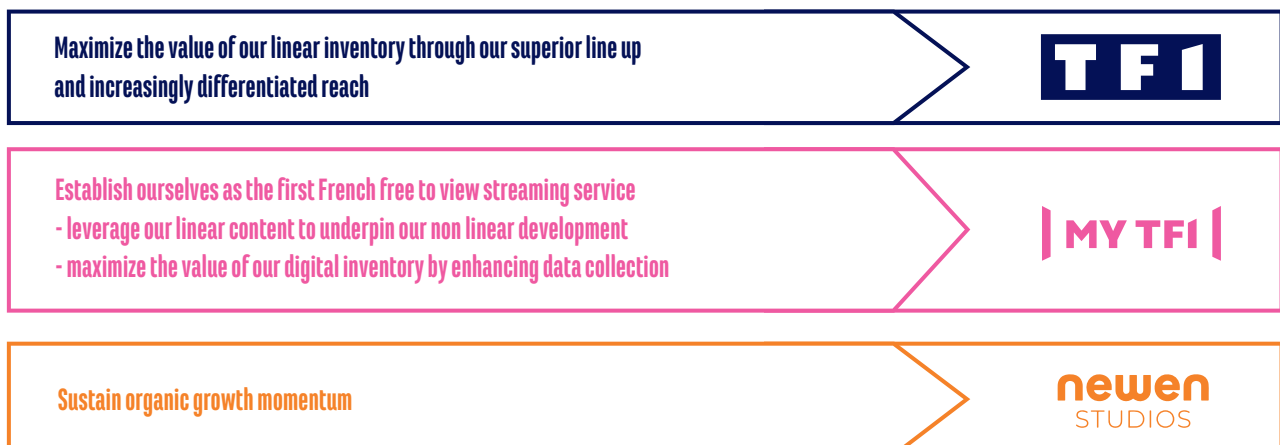 Maximize the value of our linear inventory through our superior line up
and increasingly differentiated reach
TF1
Establish ourselves as the first French free to view streaming service
- leverage our linear content to underpin our non linear development
- maximize the value of our digital inventory by enhancing data collection
MY TF1
Sustain organic growth momentum
newen
STUDIOS